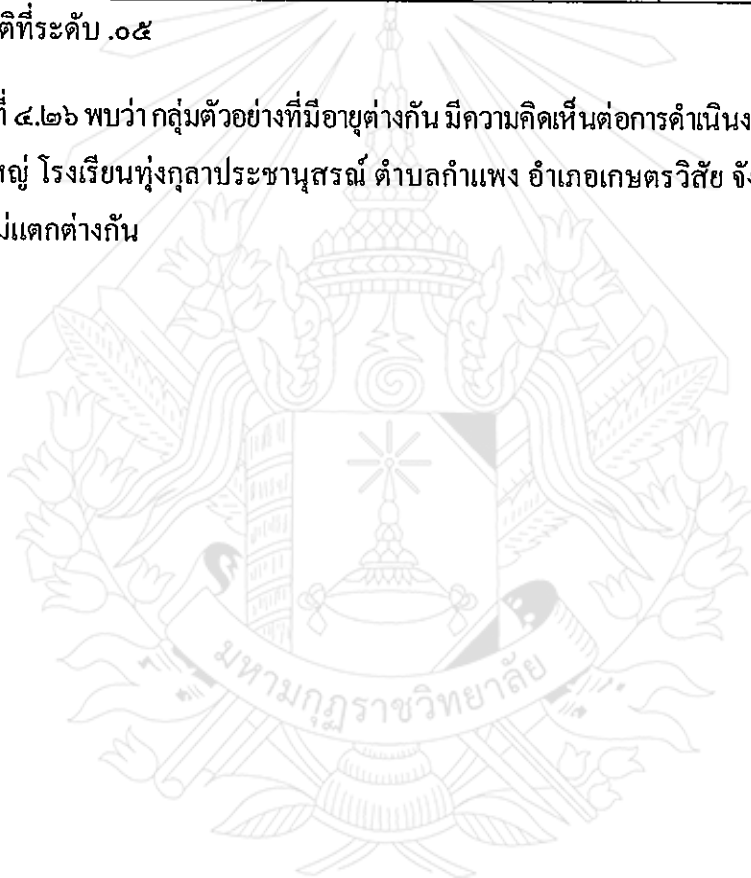 ติที่ระดับ .๐๕
ที่ ๔.๒๖ พบว่า กลุ่มตัวอย่างที่มีอายุต่างกัน มีความคิดเห็นต่อการดำเนินง
หญ่ โรงเรียนทุ่งกุลาประชานุสรณ์ ตำบลกำแพง อำเภอเกษตรวิสัย จัง
ม่แตกต่างกัน
มหามกุฏราชวิทยาลัย